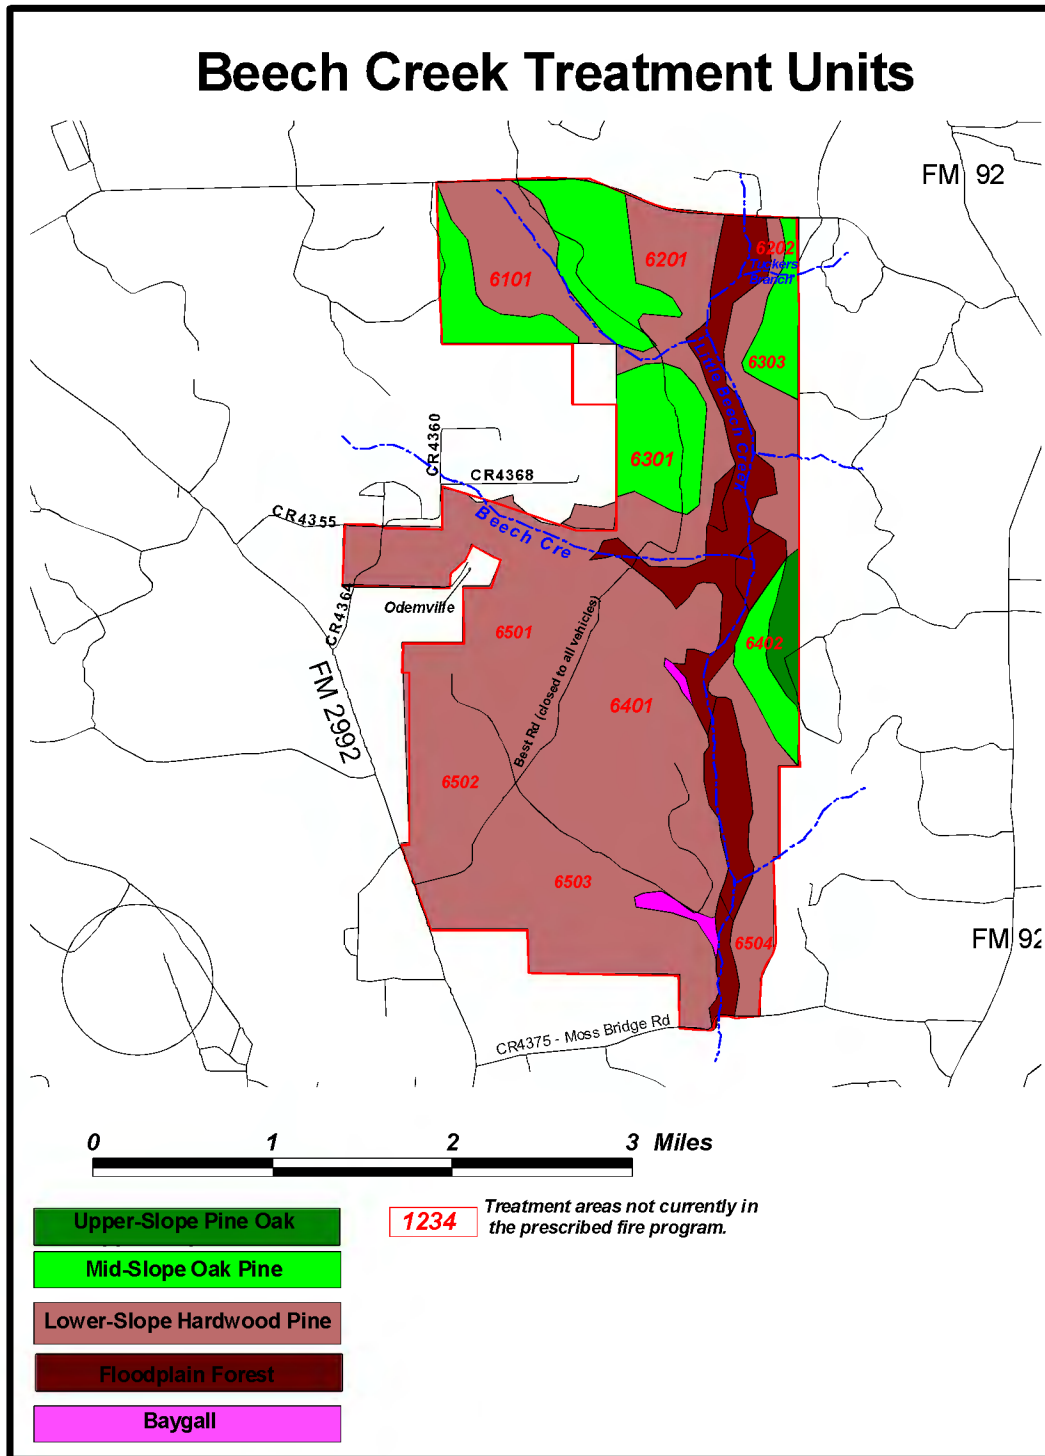 Beech Creek Treatment Units
FM 92
6202
Tuckers
Branch
6201
6101
6303
Little Beech Creek
CR4360
6301
CR4368
CR4355
Beech Cre
CR4364
Odemville
6501
6402
Best Rd (closed to all vehicles)
6401
FM 2992
6502
6503
6504
FM 92
CR4375 - Moss Bridge Rd
0 1 2 3 Miles
Upper-Slope Pine Oak
Mid-Slope Oak Pine
Lower-Slope Hardwood Pine
Floodplain Forest
Baygall
1234
Treatment areas not currently in
the prescribed fire program.